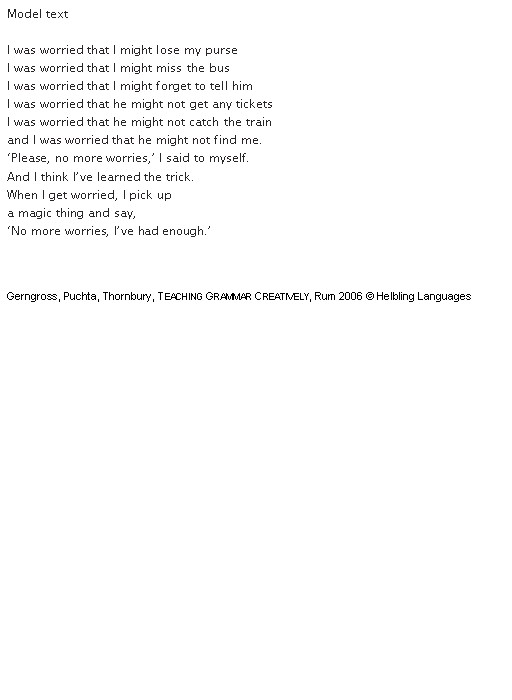 Model text
I was worried that I might lose my purse
I was worried that I might miss the bus
I was worried that I might forget to tell him
I was worried that he might not get any tickets
I was worried that he might not catch the train
and I was worried that he might not find me.
‘Please, no more worries,’ I said to myself.
And I think I’ve learned the trick.
When I get worried, I pick up
a magic thing and say,
‘No more worries, I’ve had enough.’
Gerngross, Puchta, Thornbury, TEACHING GRAMMAR CREATIVELY, Rum 2006 © Helbling Languages